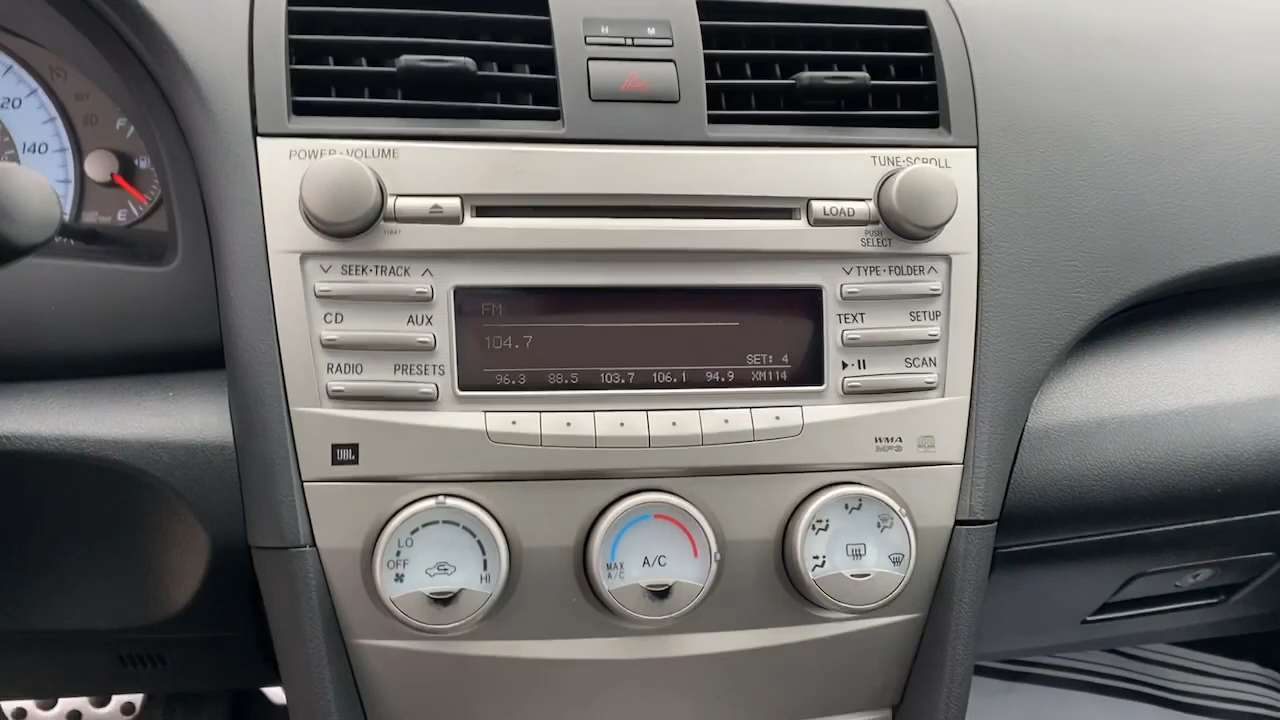 H M
120
140
F
E
POWER·VOLUME
TUNE·SCROLL
LOAD
PUSH
SELECT
SEEK·TRACK
TYPE·FOLDER
CD AUX
TEXT SETUP
RADIO PRESETS
SCAN
FM
104.7
SET: 4
96.3 88.5 103.7 106.1 94.9 XM114
JBL
WMA
MP3
LO
OFF
HI
A/C
MAX
A/C